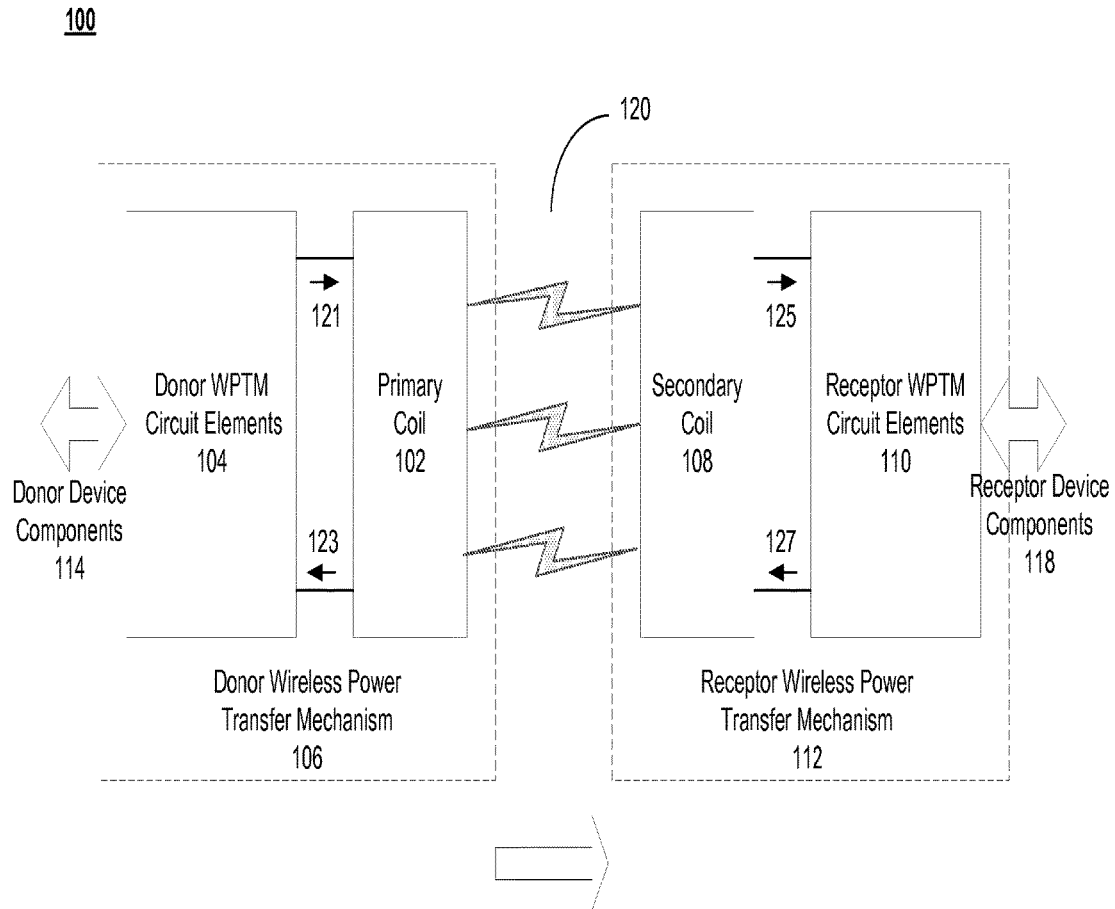 100
120
121
125
Donor WPTM
Circuit Elements
104
Primary
Coil
102
Secondary
Coil
108
Receptor WPTM
Circuit Elements
110
Donor Device
Components
114
Receptor Device
Components
118
123
127
Donor Wireless Power
Transfer Mechanism
106
Receptor Wireless Power
Transfer Mechanism
112